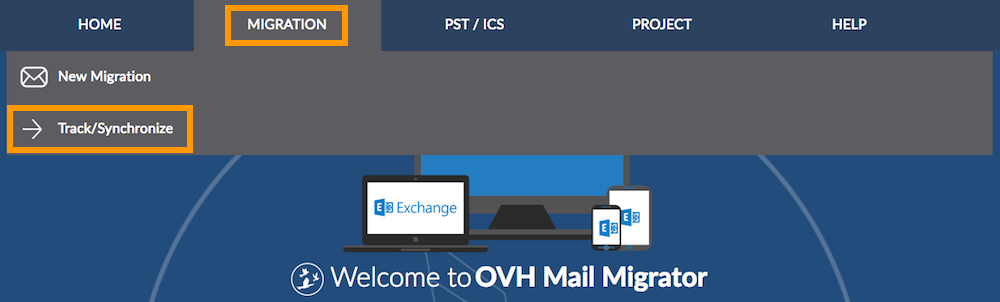 HOME MIGRATION PST / ICS PROJECT HELP
New Migration
Track/Synchronize
E Exchange E E
Welcome to OVH Mail Migrator